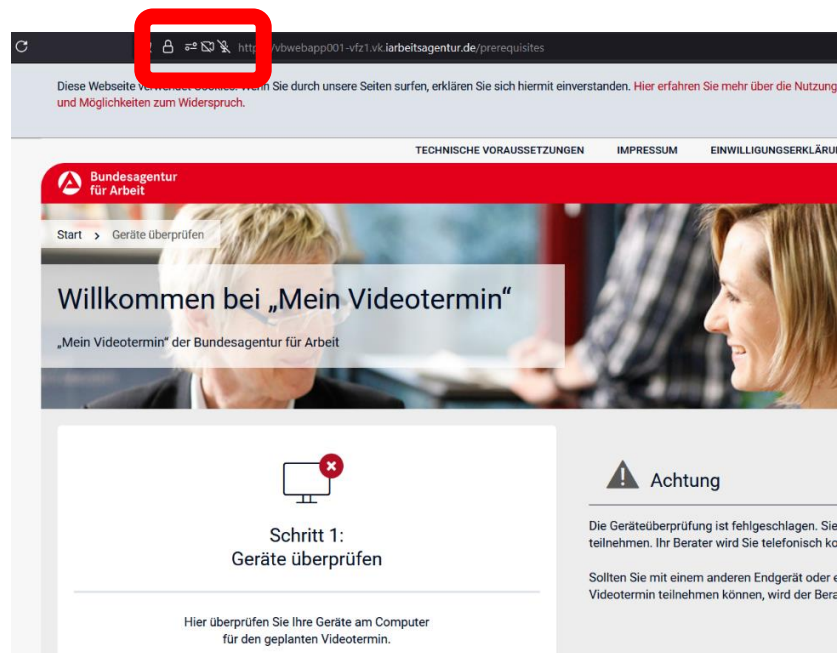 https://vbwebapp001-vfz1.vk.iarbeitsagentur.de/prerequisites
Diese Webseite verwendet Cookies. Wenn Sie durch unsere Seiten surfen, erklären Sie sich hiermit einverstanden. Hier erfahren Sie mehr über die Nutzung
und Möglichkeiten zum Widerspruch.
TECHNISCHE VORAUSSETZUNGEN IMPRESSUM EINWILLIGUNGSERKLÄRU
Bundesagentur
für Arbeit
Start > Geräte überprüfen
Willkommen bei „Mein Videotermin“
„Mein Videotermin“ der Bundesagentur für Arbeit
Schritt 1:
Geräte überprüfen
Hier überprüfen Sie Ihre Geräte am Computer
für den geplanten Videotermin.
Achtung
Die Geräteüberprüfung ist fehlgeschlagen. Sie
teilnehmen. Ihr Berater wird Sie telefonisch ko
Sollten Sie mit einem anderen Endgerät oder e
Videotermin teilnehmen können, wird der Bera